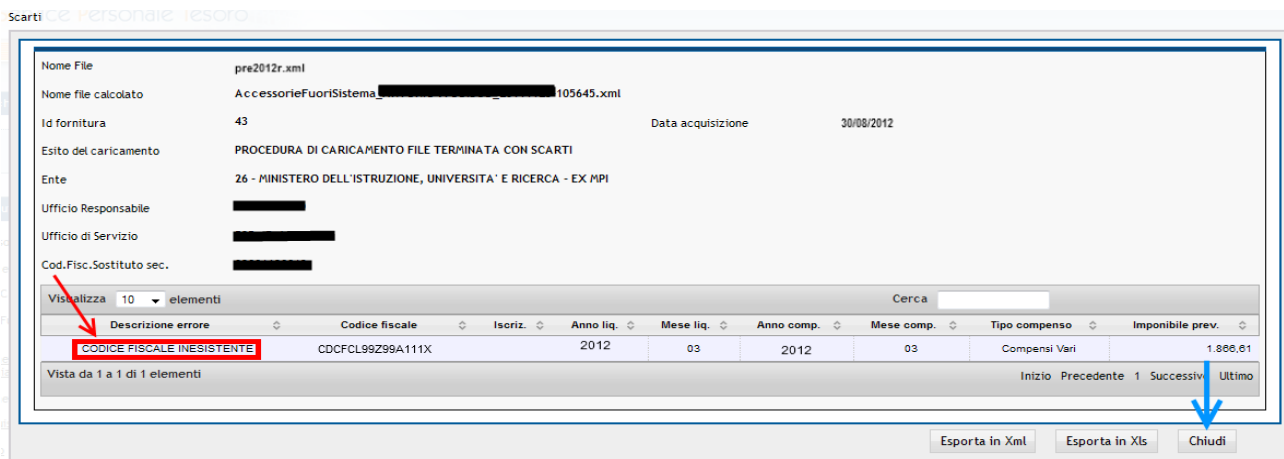 Scarti
Nome File pre2012r.xml
Nome file calcolato AccessorieFuoriSistema_ 105645.xml
Id fornitura 43 Data acquisizione 30/08/2012
Esito del caricamento PROCEDURA DI CARICAMENTO FILE TERMINATA CON SCARTI
Ente 26 - MINISTERO DELL'ISTRUZIONE, UNIVERSITA' E RICERCA - EX MPI
Ufficio Responsabile
Ufficio di Servizio
Cod.Fisc.Sostituto sec.
Visualizza 10 elementi Cerca
Descrizione errore Codice fiscale Iscriz. Anno liq. Mese liq. Anno comp. Mese comp. Tipo compenso Imponibile prev.
CODICE FISCALE INESISTENTE CDCFCL99Z99A111X 2012 03 2012 03 Compensi Vari 1.866,61
Vista da 1 a 1 di 1 elementi Inizio Precedente 1 Successivo Ultimo
Esporta in Xml Esporta in Xls Chiudi